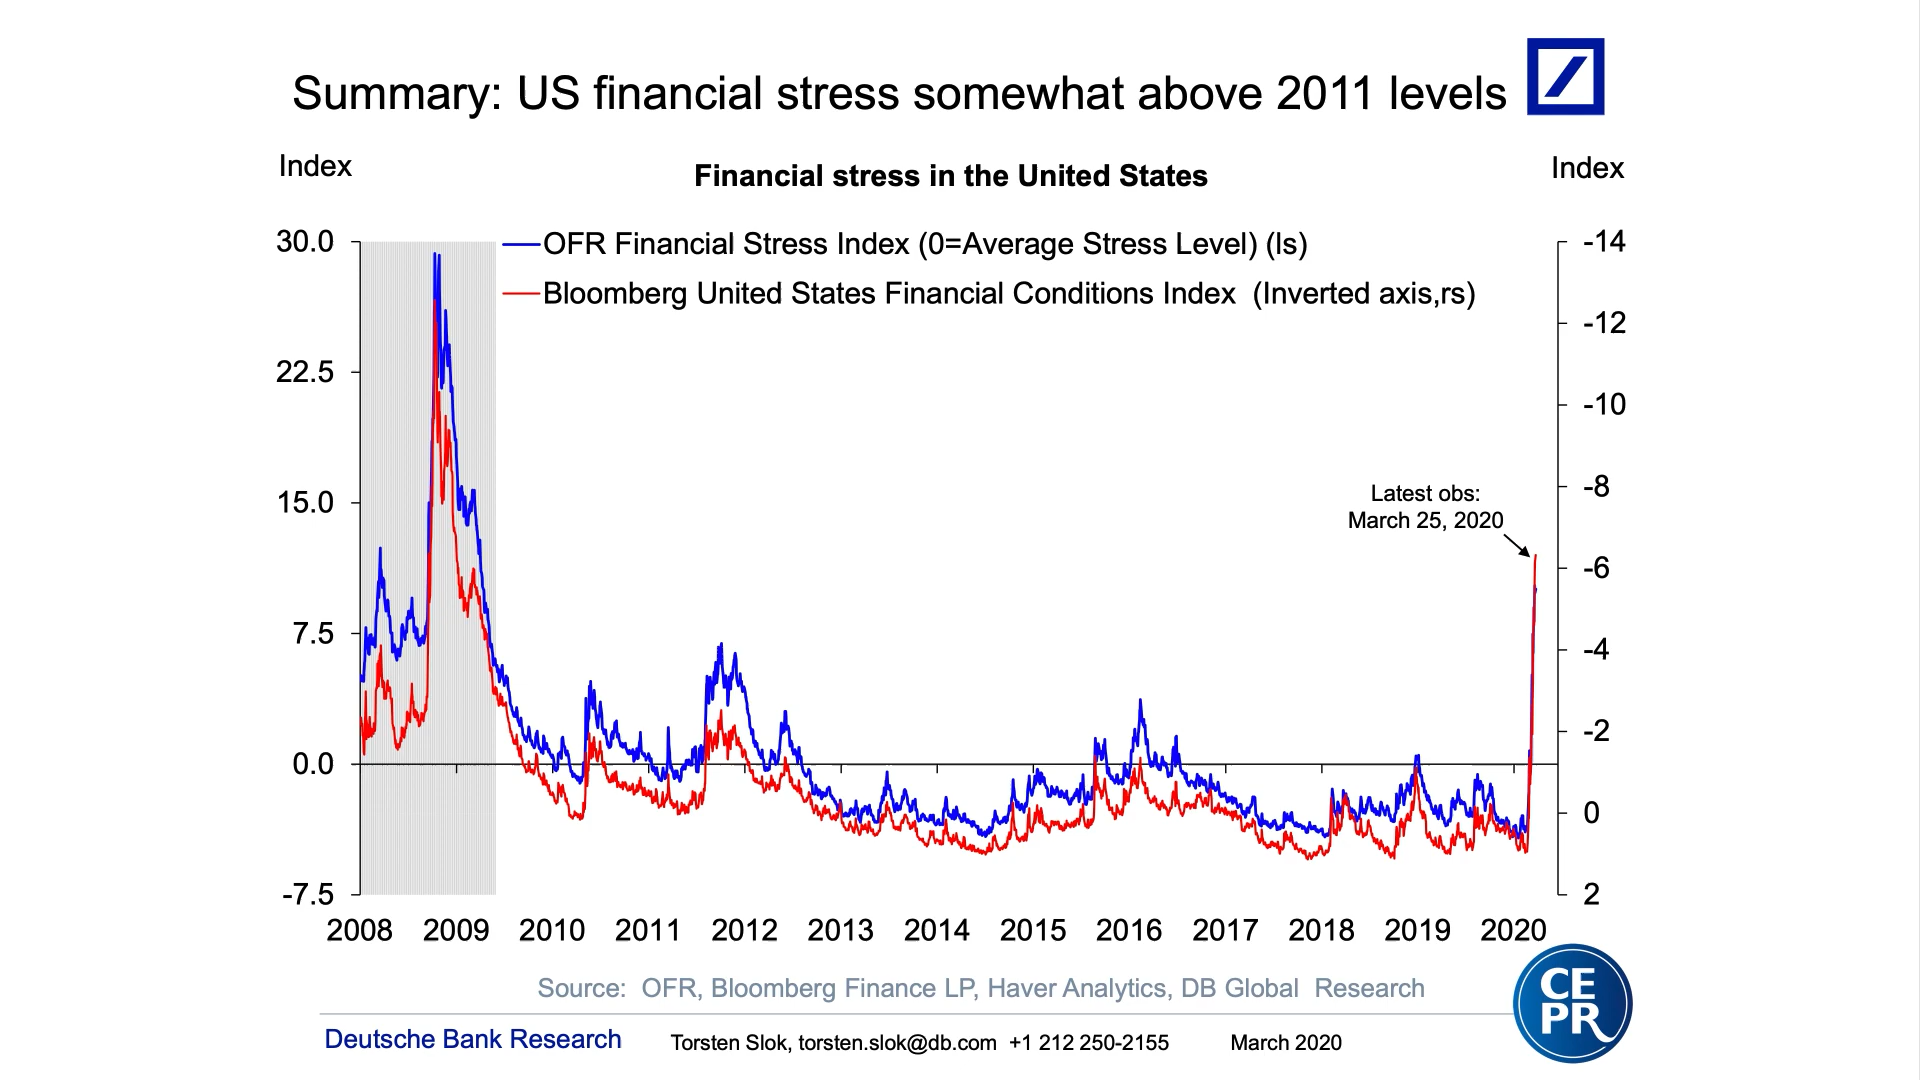 Summary: US financial stress somewhat above 2011 levels
Index
Financial stress in the United States
Index
OFR Financial Stress Index (0=Average Stress Level) (ls)
Bloomberg United States Financial Conditions Index (Inverted axis,rs)
30.0
22.5
15.0
7.5
0.0
-7.5
-14
-12
-10
-8
-6
-4
-2
0
2
Latest obs:
March 25, 2020
2008 2009 2010 2011 2012 2013 2014 2015 2016 2017 2018 2019 2020
Source: OFR, Bloomberg Finance LP, Haver Analytics, DB Global Research
Deutsche Bank Research Torsten Slok, torsten.slok@db.com +1 212 250-2155 March 2020
CE
PR